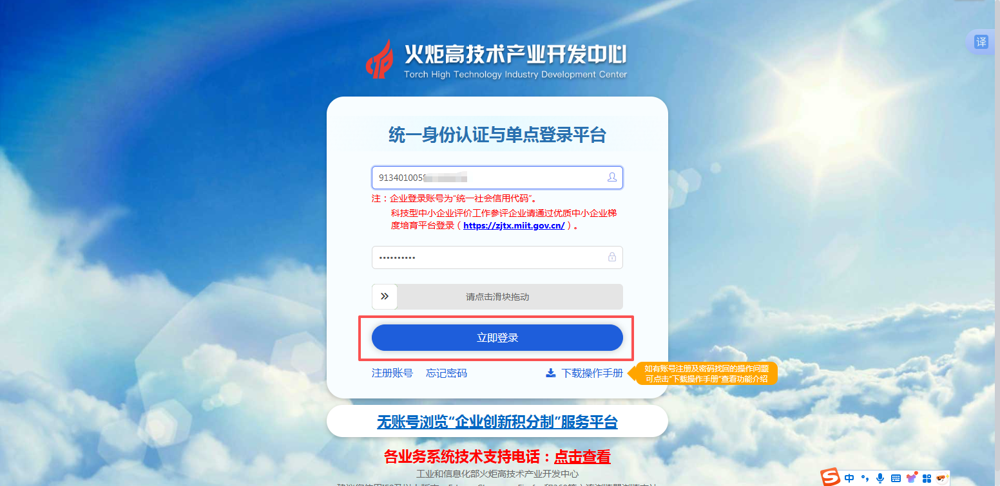 火炬高技术产业开发中心
Torch High Technology Industry Development Center
译
统一身份认证与单点登录平台
9134010059
注：企业登录账号为“统一社会信用代码”。
科技型中小企业评价工作参评企业请通过优质中小企业梯
度培育平台登录（https://zjtx.miit.gov.cn/）。
••••••••••
请点击滑块拖动
立即登录
注册账号 忘记密码 下载操作手册
如有账号注册及密码找回的操作问题
可点击“下载操作手册”查看功能介绍
无账号浏览“企业创新积分制”服务平台
各业务系统技术支持电话：点击查看
工业和信息化部火炬高技术产业开发中心
中